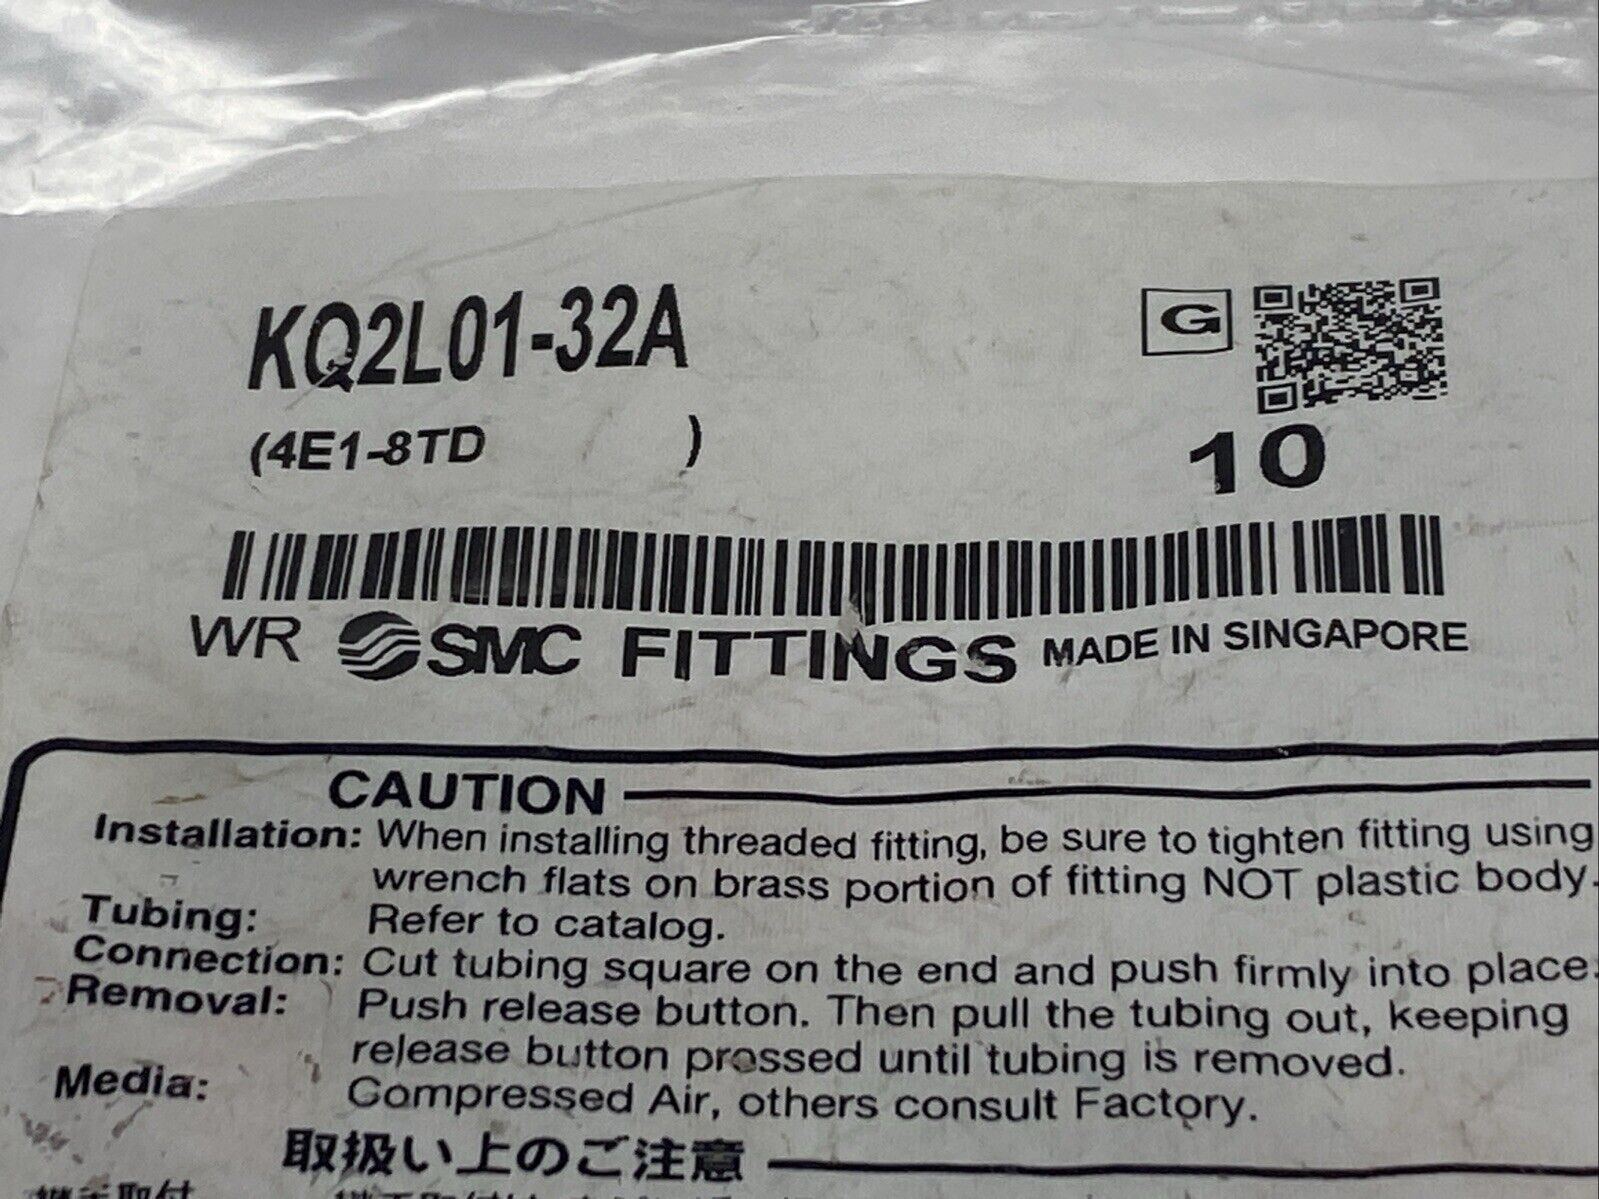 KQ2L01-32A
G
(4E1-8TD )
10
WR SMC FITTINGS MADE IN SINGAPORE
CAUTION
Installation: When installing threaded fitting, be sure to tighten fitting using
wrench flats on brass portion of fitting NOT plastic body.
Tubing: Refer to catalog.
Connection: Cut tubing square on the end and push firmly into place.
Removal: Push release button. Then pull the tubing out, keeping
release button pressed until tubing is removed.
Media: Compressed Air, others consult Factory.
取扱い上のご注意